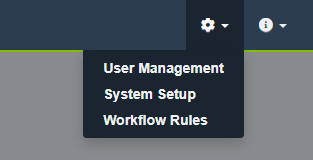 User Management
System Setup
Workflow Rules